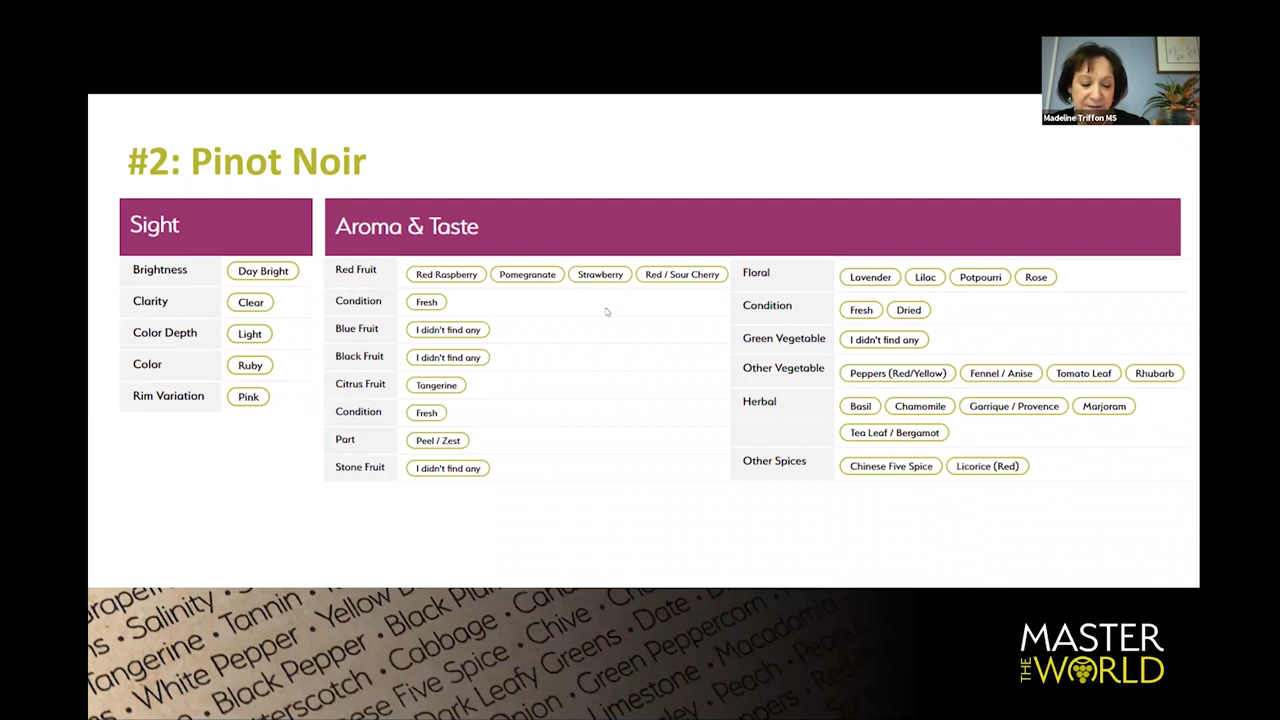 Madeline Triffon MS
#2: Pinot Noir
Sight
Brightness Day Bright
Clarity Clear
Color Depth Light
Color Ruby
Rim Variation Pink
Aroma & Taste
Red Fruit Red Raspberry Pomegranate Strawberry Red / Sour Cherry
Condition Fresh
Blue Fruit I didn't find any
Black Fruit I didn't find any
Citrus Fruit Tangerine
Condition Fresh
Part Peel / Zest
Stone Fruit I didn't find any
Floral Lavender Lilac Potpourri Rose
Condition Fresh Dried
Green Vegetable I didn't find any
Other Vegetable Peppers (Red/Yellow) Fennel / Anise Tomato Leaf Rhubarb
Herbal Basil Chamomile Garrique / Provence Marjoram
Tea Leaf / Bergamot
Other Spices Chinese Five Spice Licorice (Red)
• Salinity •
Tangerine • Tannin • Yellow
• White Pepper • Black Plum
• Black Pepper • Cabbage •
Five Spice • Chive •
Dark Leafy Greens • Date •
Onion • Green Peppercorn •
Limestone • Macadamia
• Peach •
MASTER
THE WORLD